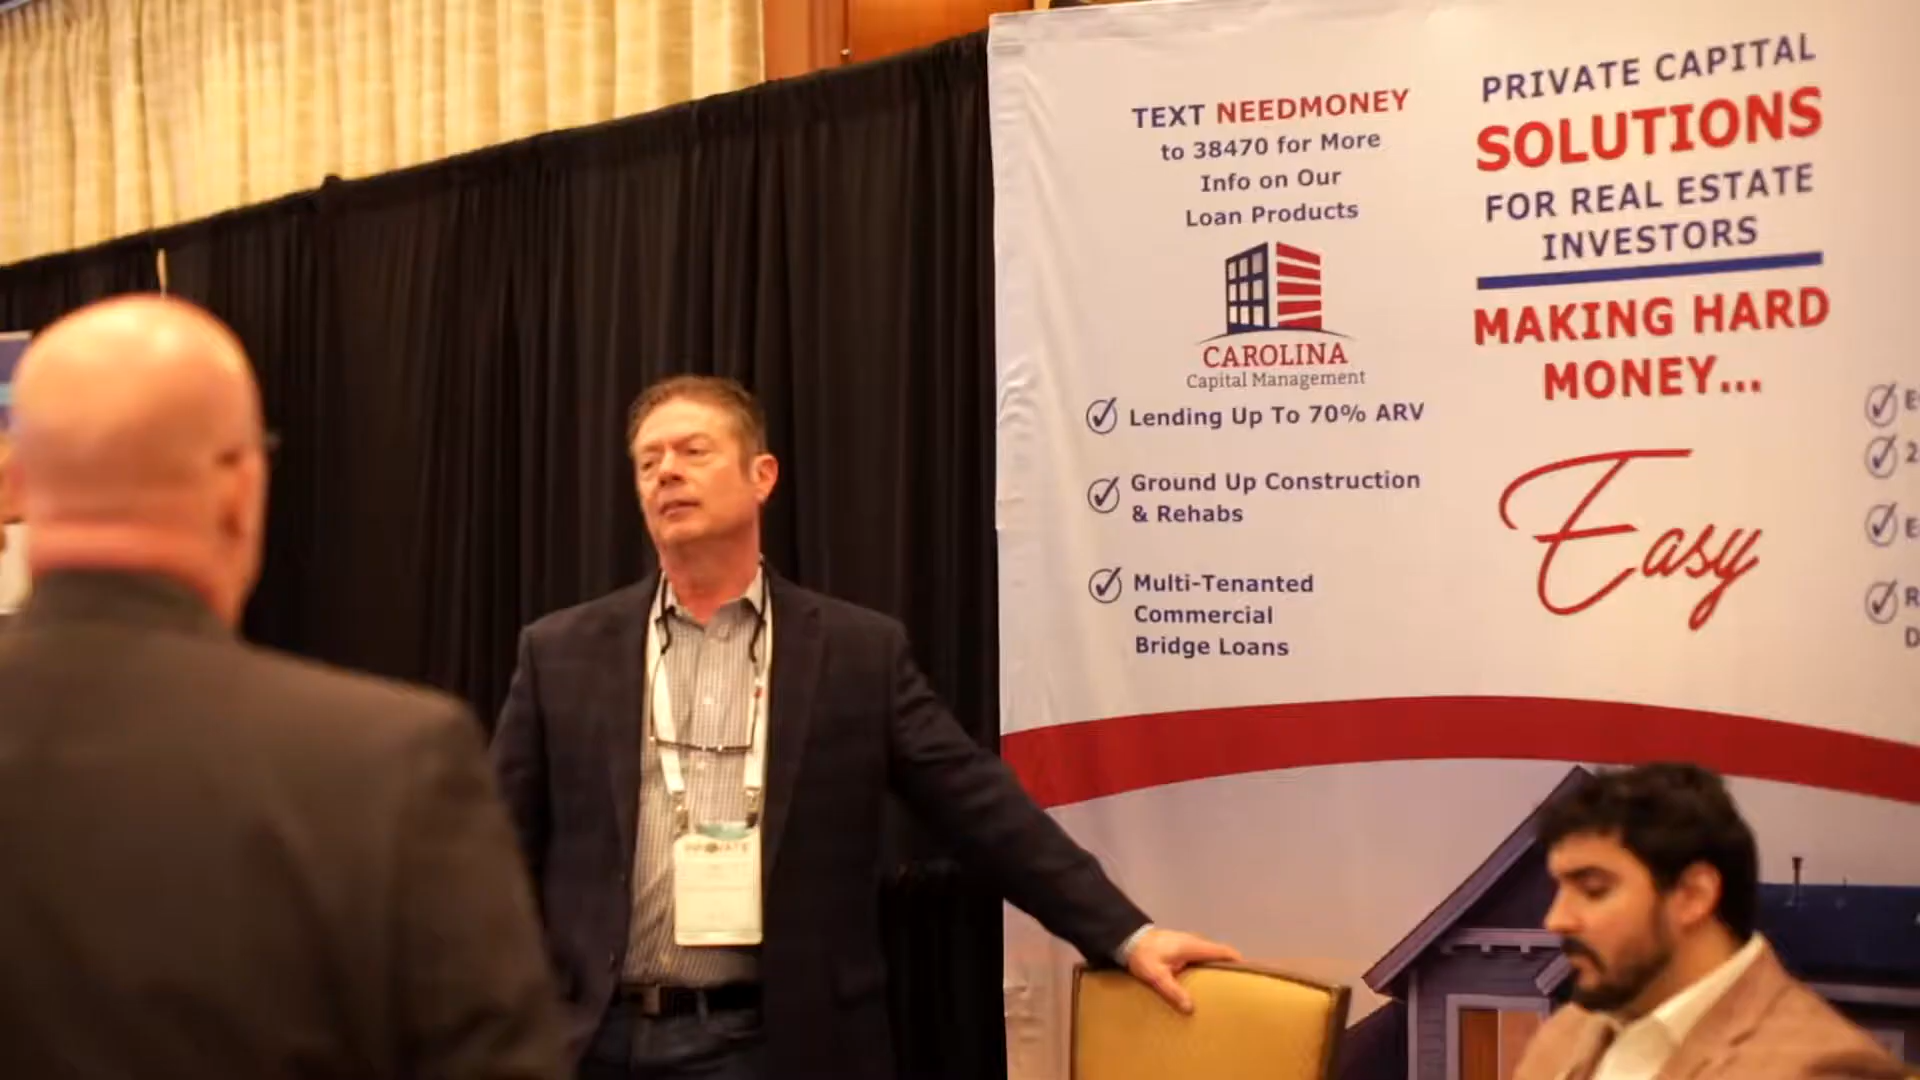 TEXT NEEDMONEY
to 38470 for More
Info on Our
Loan Products
CAROLINA
Capital Management
Lending Up To 70% ARV
Ground Up Construction
& Rehabs
Multi-Tenanted
Commercial
Bridge Loans
PRIVATE CAPITAL
SOLUTIONS
FOR REAL ESTATE
INVESTORS
MAKING HARD
MONEY...
Easy